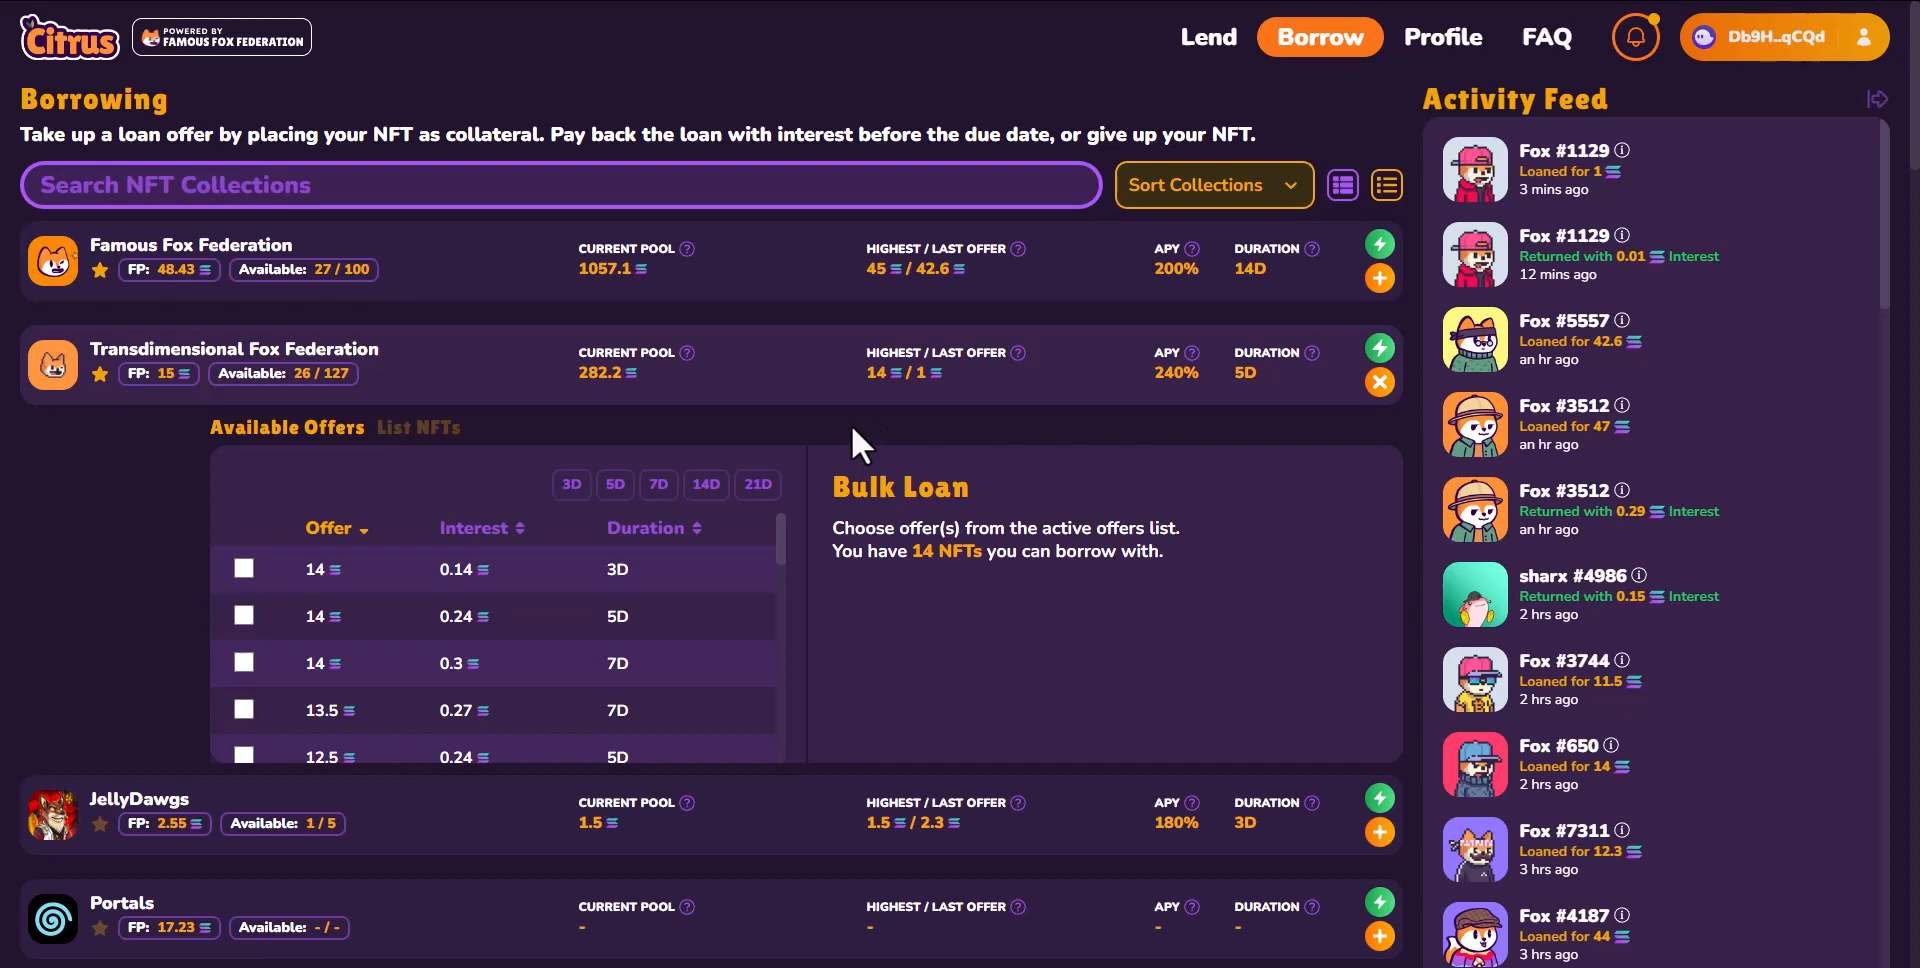 Citrus
POWERED BY
FAMOUS FOX FEDERATION
Lend
Borrow
Profile
FAQ
Db9H..qCQd
Borrowing
Take up a loan offer by placing your NFT as collateral. Pay back the loan with interest before the due date, or give up your NFT.
Search NFT Collections
Sort Collections
Famous Fox Federation
FP: 48.43
Available: 27 / 100
CURRENT POOL ?
1057.1
HIGHEST / LAST OFFER ?
45 / 42.6
APY ?
200%
DURATION ?
14D
Transdimensional Fox Federation
FP: 15
Available: 26 / 127
CURRENT POOL ?
282.2
HIGHEST / LAST OFFER ?
14 / 1
APY ?
240%
DURATION ?
5D
Available Offers
List NFTs
3D
5D
7D
14D
21D
Offer
Interest
Duration
14 0.14 3D
14 0.24 5D
14 0.3 7D
13.5 0.27 7D
12.5 0.24 5D
Bulk Loan
Choose offer(s) from the active offers list.
You have 14 NFTs you can borrow with.
JellyDawgs
FP: 2.55
Available: 1 / 5
CURRENT POOL ?
1.5
HIGHEST / LAST OFFER ?
1.5 / 2.3
APY ?
180%
DURATION ?
3D
Portals
FP: 17.23
Available: - / -
CURRENT POOL ?
-
HIGHEST / LAST OFFER ?
-
APY ?
-
DURATION ?
-
Activity Feed
Fox #1129
Loaned for 1
3 mins ago
Fox #1129
Returned with 0.01 Interest
12 mins ago
Fox #5557
Loaned for 42.6
an hr ago
Fox #3512
Loaned for 47
an hr ago
Fox #3512
Returned with 0.29 Interest
an hr ago
sharx #4986
Returned with 0.15 Interest
2 hrs ago
Fox #3744
Loaned for 11.5
2 hrs ago
Fox #650
Loaned for 14
2 hrs ago
Fox #7311
Loaned for 12.3
3 hrs ago
Fox #4187
Loaned for 44
3 hrs ago